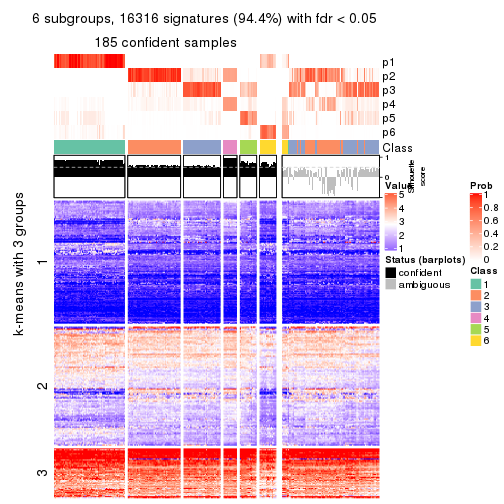 6 subgroups, 16316 signatures (94.4%) with fdr < 0.05
185 confident samples
p1
p2
p3
p4
p5
p6
Class
1
0
Silhouette
score
k-means with 3 groups
1
2
3
Value
5
4
3
2
1
Status (barplots)
confident
ambiguous
Prob
1
0.8
0.6
0.4
0.2
0
Class
1
2
3
4
5
6